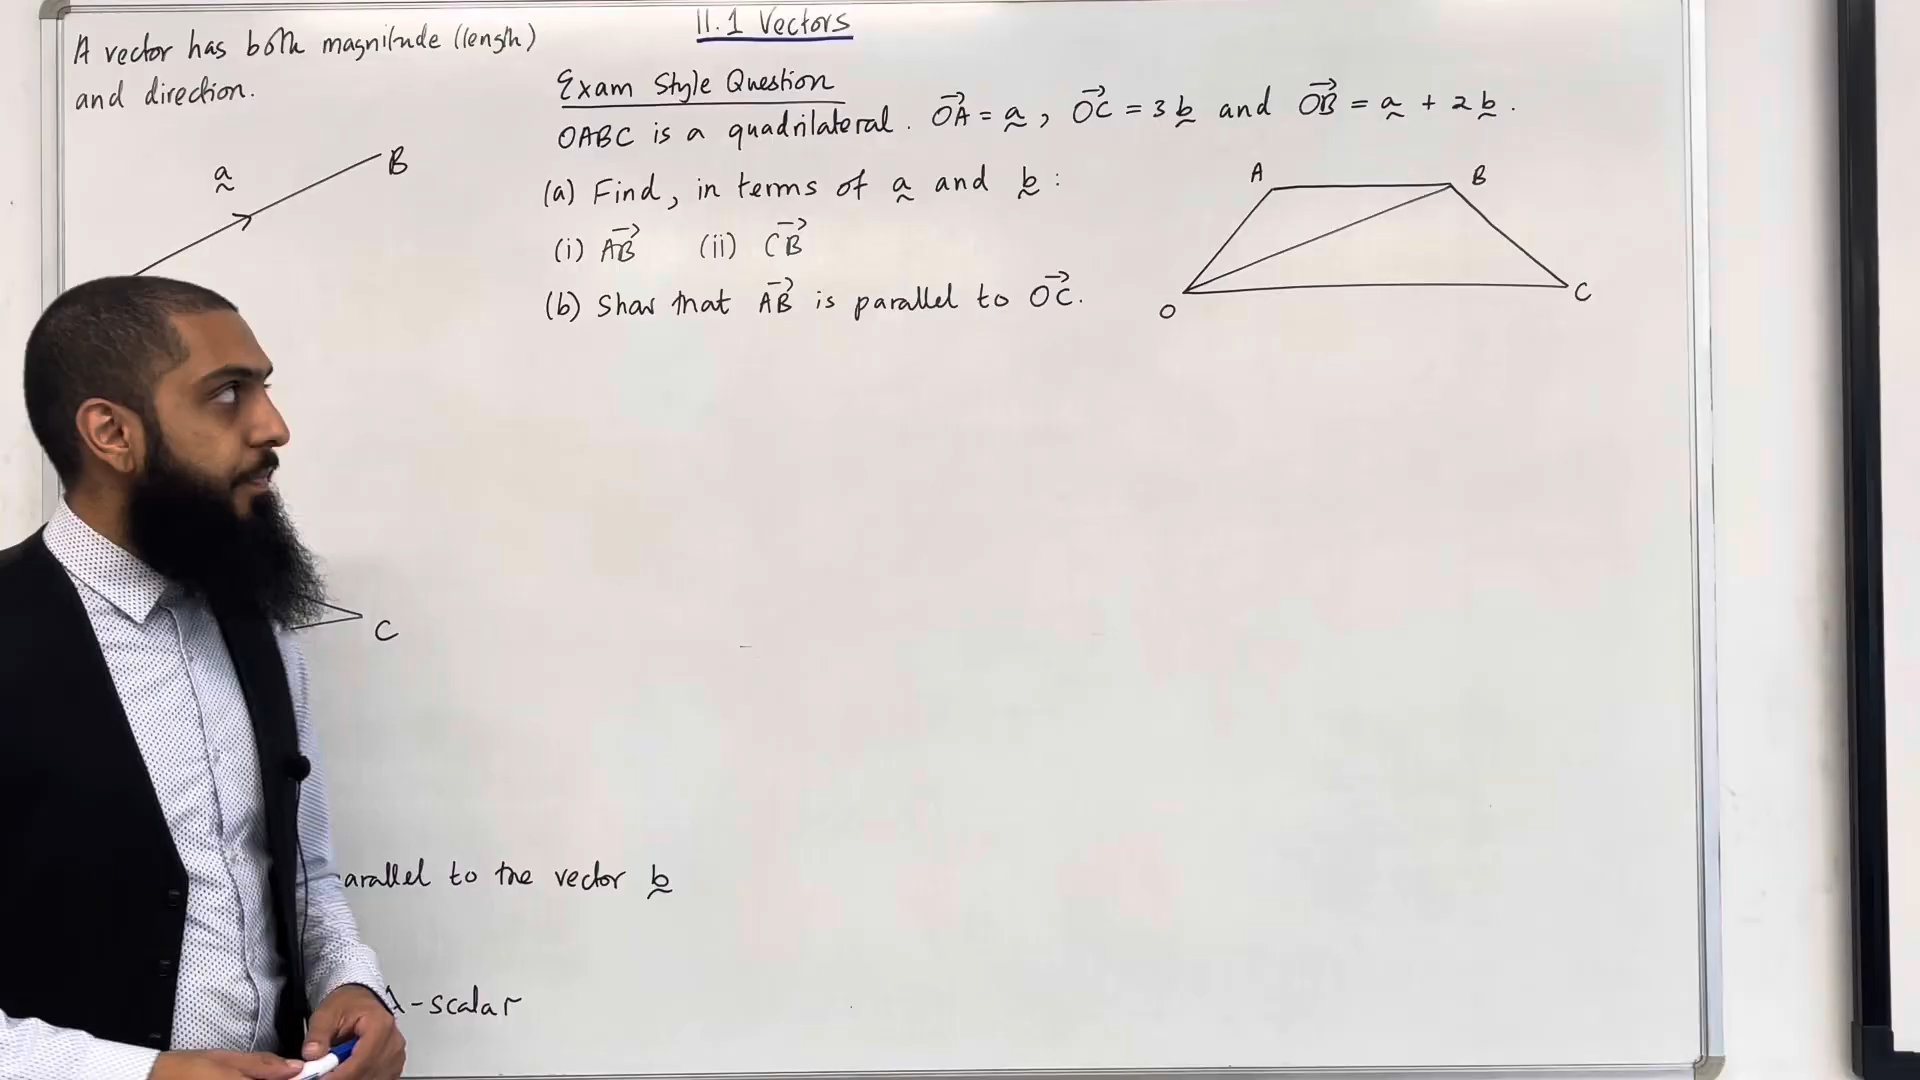 11.1 Vectors
A vector has both magnitude (length)
and direction.
a
B
C
parallel to the vector b
λ-scalar
Exam Style Question
OABC is a quadrilateral. OA→ = a, OC→ = 3b and OB→ = a + 2b.
(a) Find, in terms of a and b:
(i) AB→ (ii) CB→
(b) Show that AB→ is parallel to OC→.
A B
O C